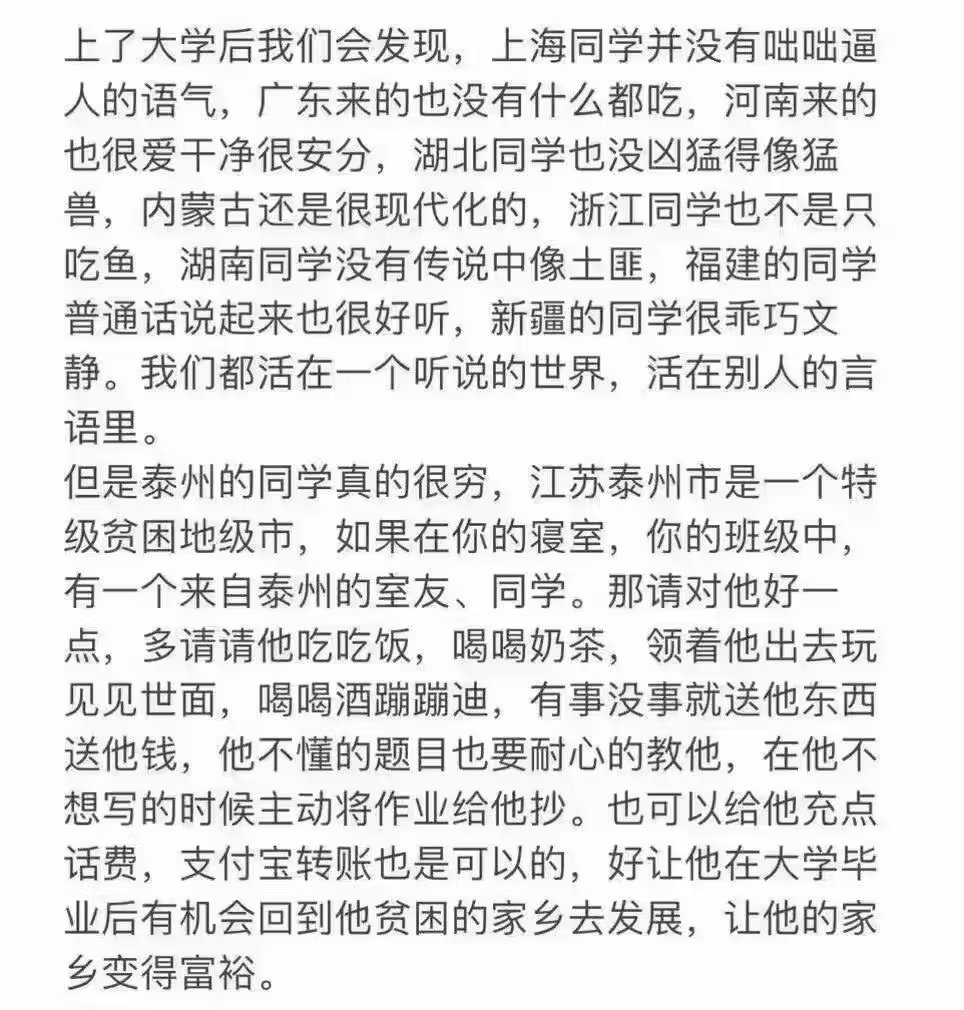 上了大学后我们会发现，上海同学并没有咄咄逼
人的语气，广东来的也没有什么都吃，河南来的
也很爱干净很安分，湖北同学也没凶猛得像猛
兽，内蒙古还是很现代化的，浙江同学也不是只
吃鱼，湖南同学没有传说中像土匪，福建的同学
普通话说起来也很好听，新疆的同学很乖巧文
静。我们都活在一个听说的世界，活在别人的言
语里。
但是泰州的同学真的很穷，江苏泰州市是一个特
级贫困地级市，如果在你的寝室，你的班级中，
有一个来自泰州的室友、同学。那请对他好一
点，多请请他吃吃饭，喝喝奶茶，领着他出去玩
见见世面，喝喝酒蹦蹦迪，有事没事就送他东西
送他钱，他不懂的题目也要耐心的教他，在他不
想写的时候主动将作业给他抄。也可以给他充点
话费，支付宝转账也是可以的，好让他在大学毕
业后有机会回到他贫困的家乡去发展，让他的家
乡变得富裕。